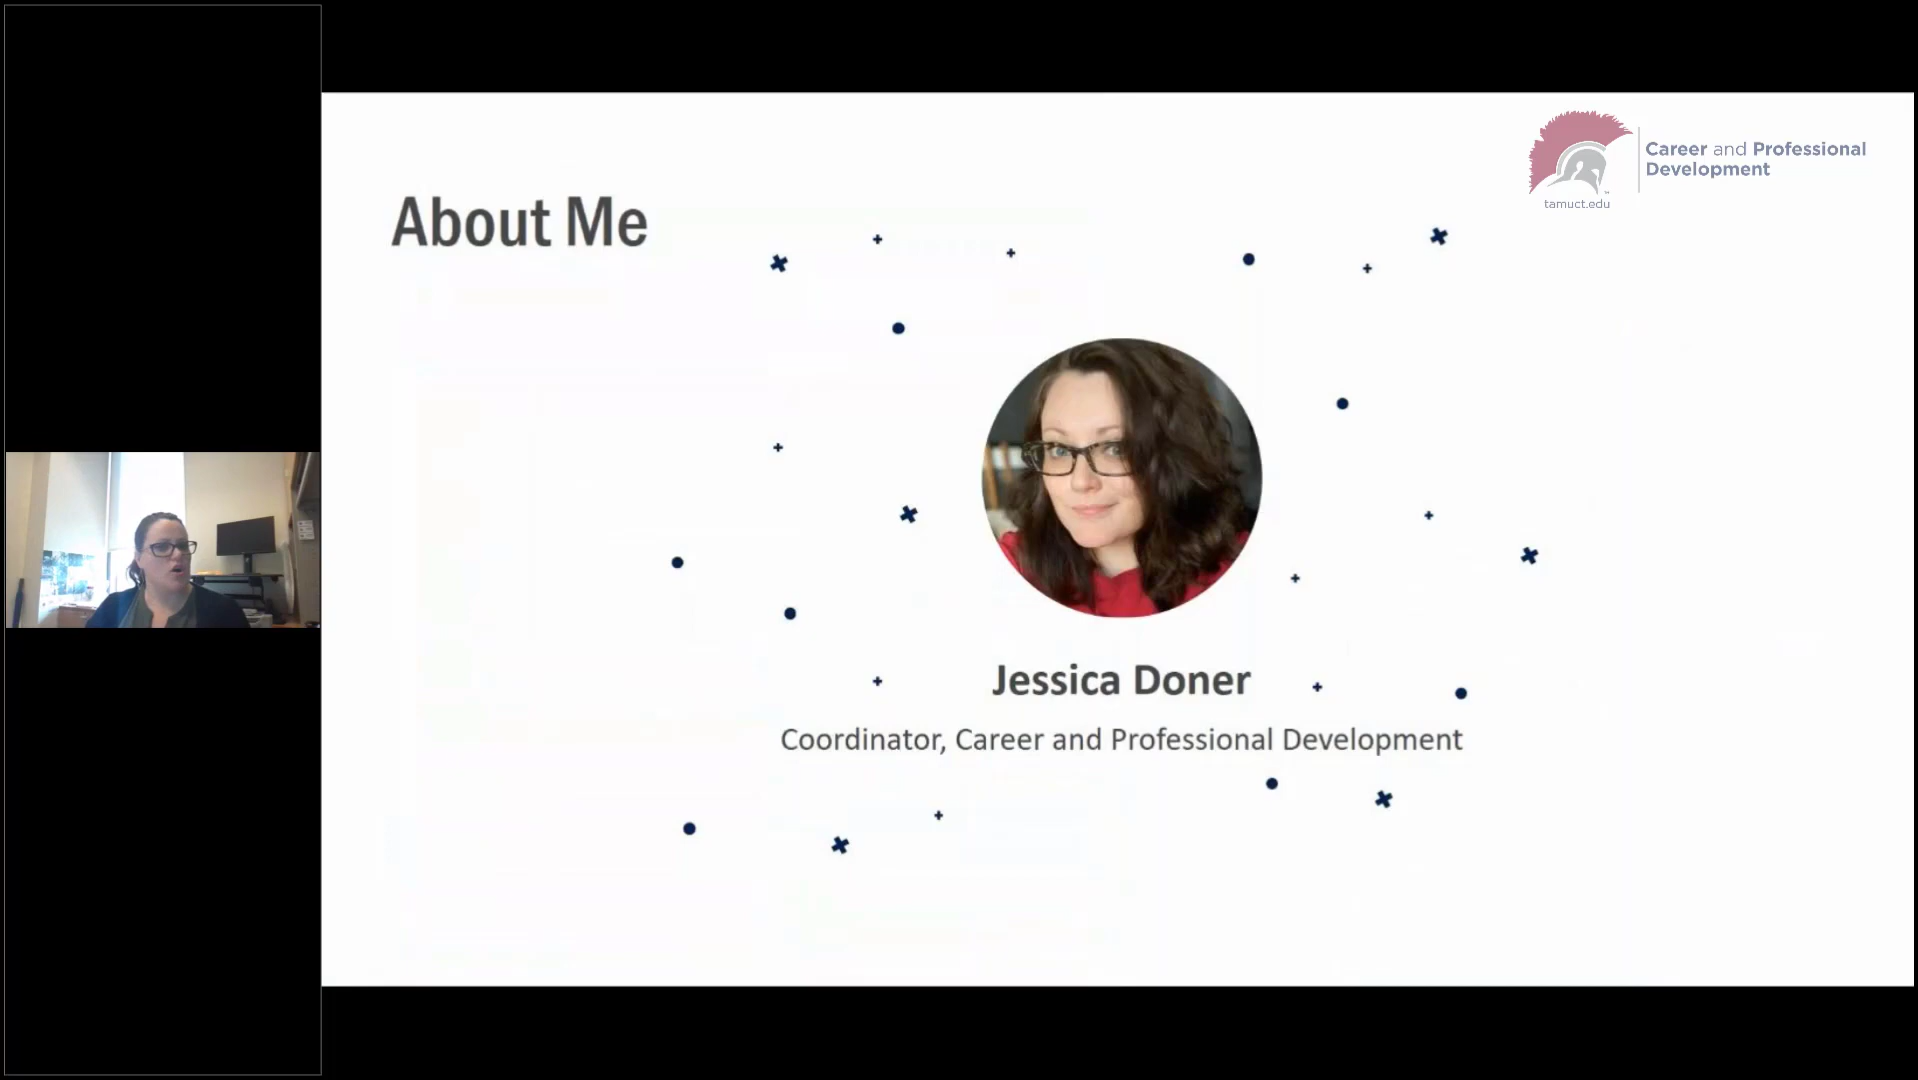 Career and Professional
Development
tamuct.edu
About Me
Jessica Doner
Coordinator, Career and Professional Development